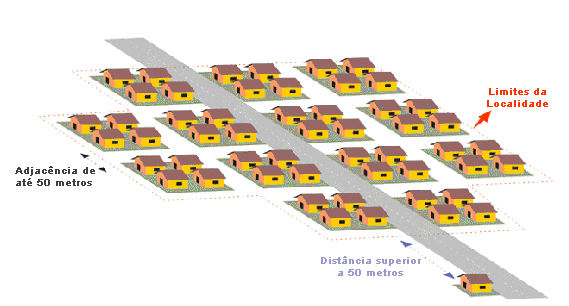 Limites da
Localidade
Adjacência de
até 50 metros
Distância superior
a 50 metros